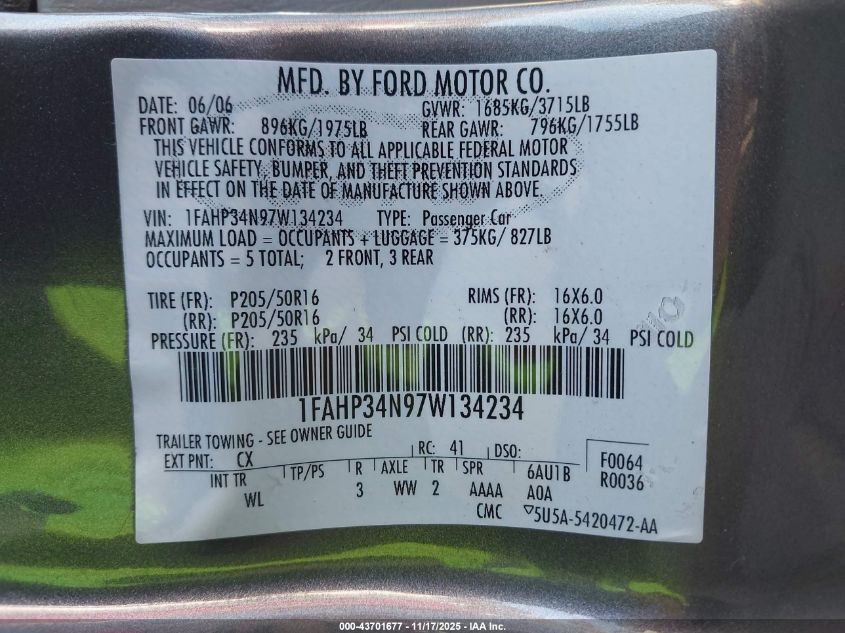 MFD. BY FORD MOTOR CO.
DATE: 06/06 GVWR: 1685KG/3715LB
FRONT GAWR: 896KG/1975LB REAR GAWR: 796KG/1755LB
THIS VEHICLE CONFORMS TO ALL APPLICABLE FEDERAL MOTOR
VEHICLE SAFETY, BUMPER, AND THEFT PREVENTION STANDARDS
IN EFFECT ON THE DATE OF MANUFACTURE SHOWN ABOVE.
VIN: 1FAHP34N97W134234 TYPE: Passenger Car
MAXIMUM LOAD = OCCUPANTS + LUGGAGE = 375KG/ 827LB
OCCUPANTS = 5 TOTAL; 2 FRONT, 3 REAR
TIRE (FR): P205/50R16 RIMS (FR): 16X6.0
(RR): P205/50R16 (RR): 16X6.0
PRESSURE (FR): 235 kPa/ 34 PSI COLD (RR): 235 kPa/ 34 PSI COLD
1FAHP34N97W134234
TRAILER TOWING - SEE OWNER GUIDE
EXT PNT: CX RC: 41 DSO: F0064
INT TR TP/PS R AXLE TR SPR 6AU1B R0036
WL 3 WW 2 AAAA A0A
CMC 5U5A-5420472-AA
000-43701677 - 11/17/2025 - IAA Inc.